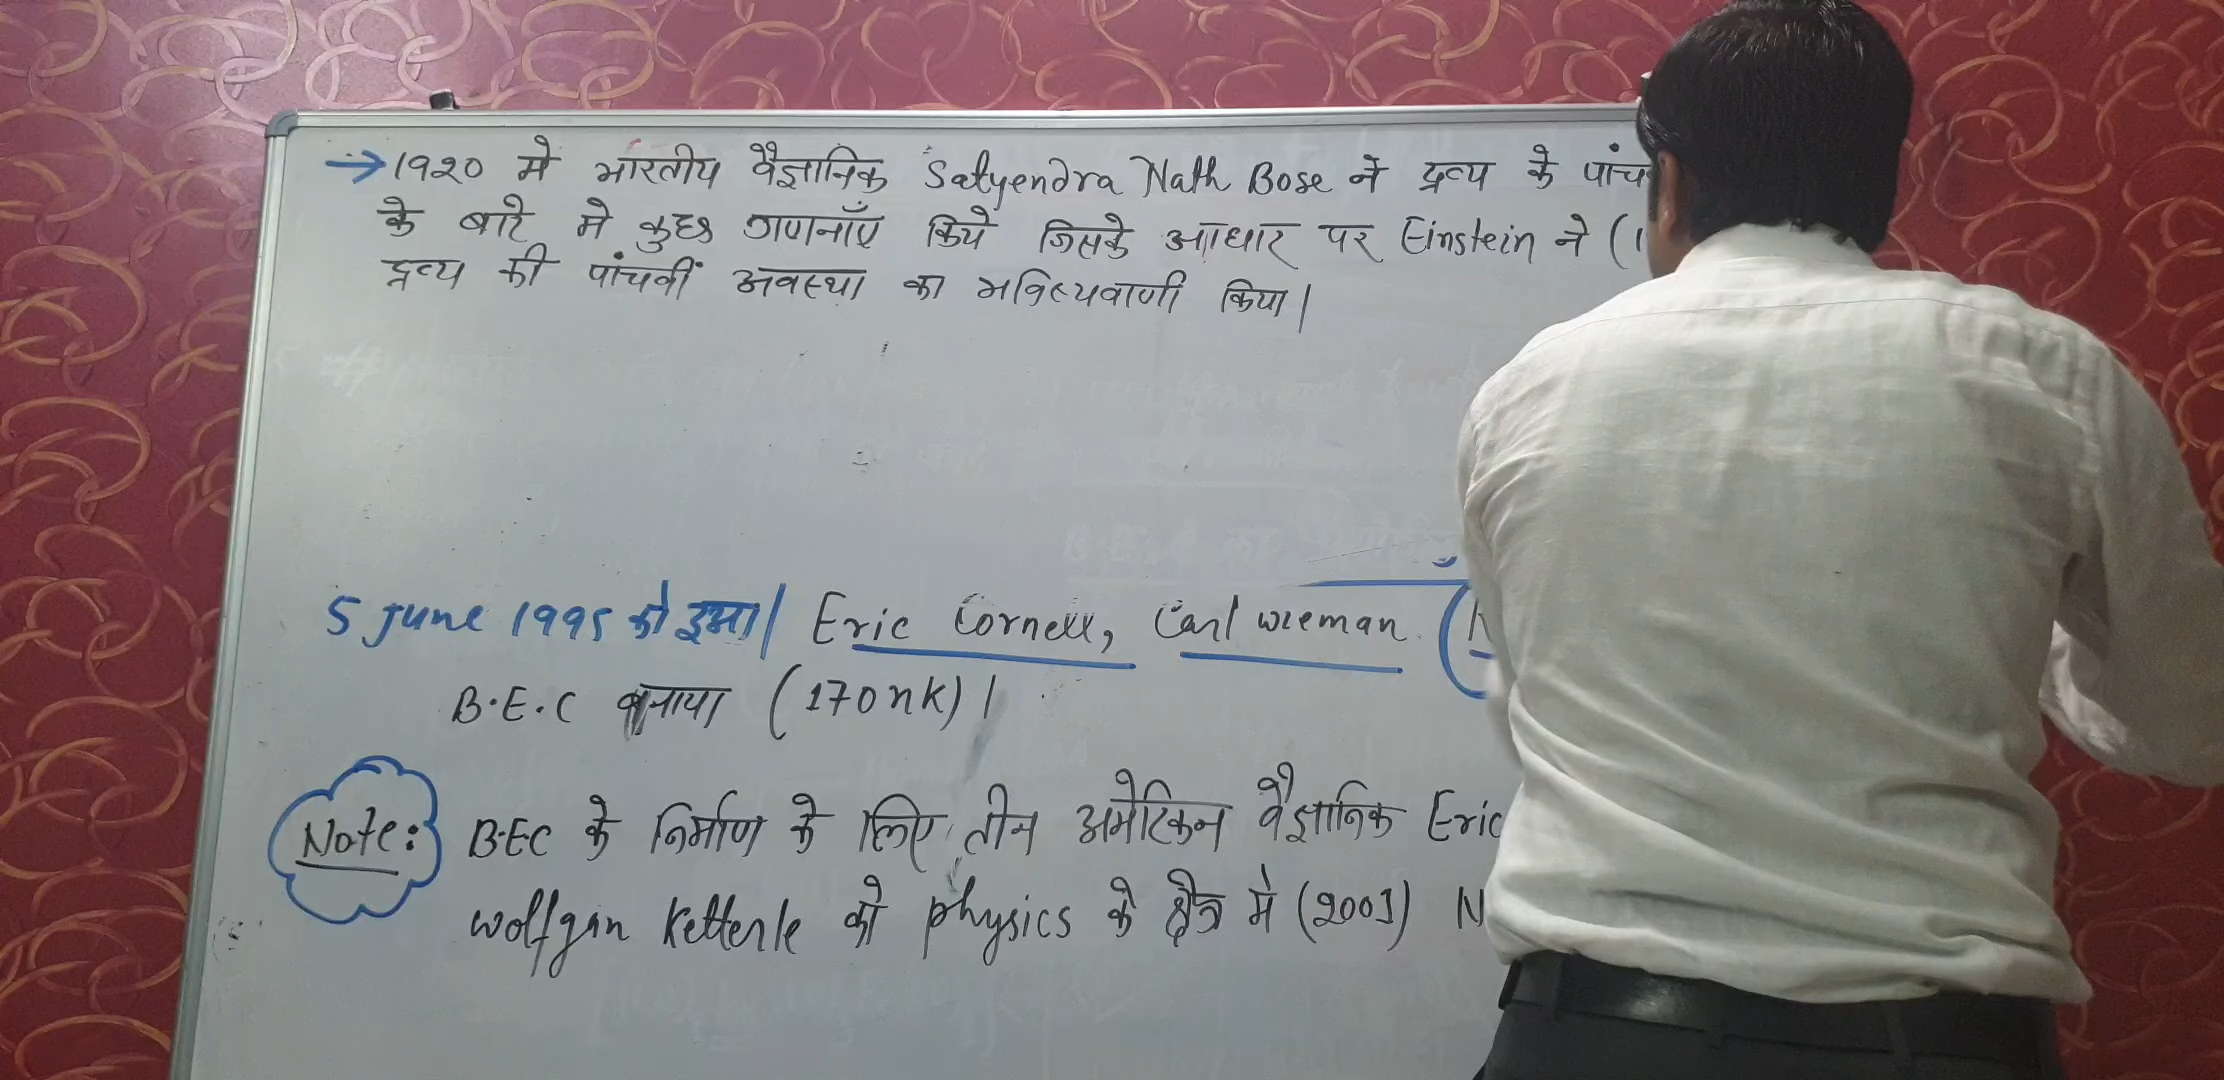 → 1920 मे भारतीय वैज्ञानिक Satyendra Nath Bose ने द्रव्य के पांच
के बारे मे कुछ गणनाएँ किये जिसके आधार पर Einstein ने (1
द्रव्य की पांचवीं अवस्था का भविष्यवाणी किया|
5 June 1995 को हुआ| Eric Cornell, Carl wieman (
B.E.C बनाया (170nK)|
Note: B.EC के निर्माण के लिए तीन अमेरिकन वैज्ञानिक Eric
wolfgan Ketterle को physics के क्षेत्र मे (2001) N